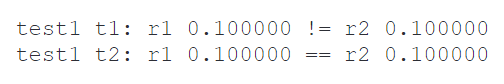 test1 t1: r1 0.100000 != r2 0.100000
test1 t2: r1 0.100000 == r2 0.100000